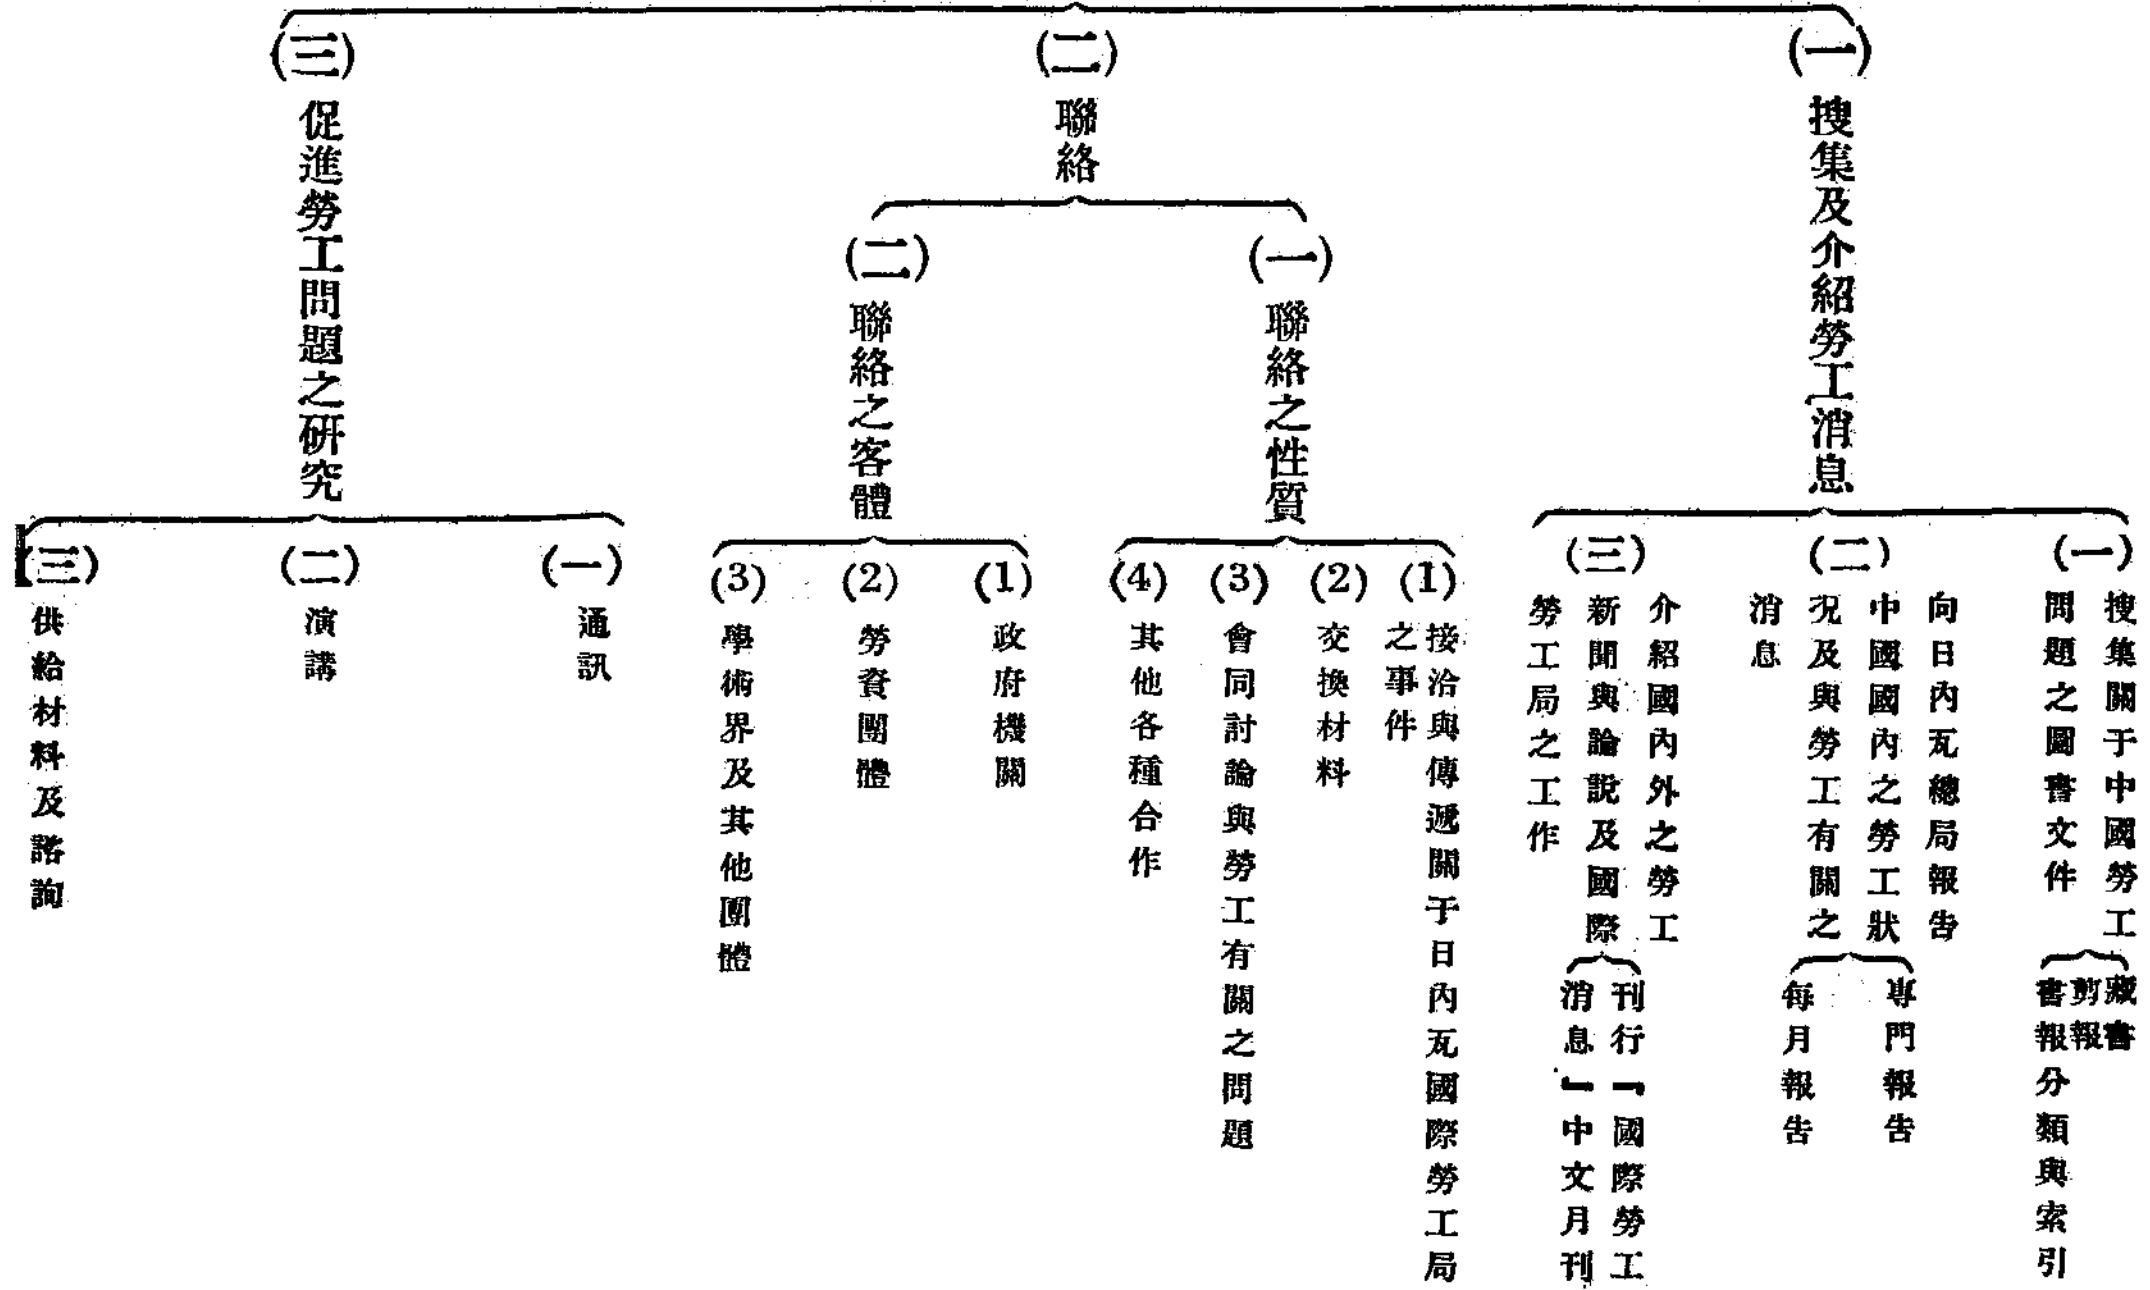 (一)
搜集及介紹勞工消息
(一)
搜集關于中國勞工
問題之圖書文件
藏書
剪報
書報分類與索引
(二)
向日內瓦總局報告
中國國內之勞工狀
況及與勞工有關之
消息
專門報告
每月報告
(三)
介紹國內外之勞工
新聞與論說及國際
勞工局之工作
刊行『國際勞工
消息』中文月刊
(二)
聯絡
(一)
聯絡之性質
(1)
接洽與傳遞關于日內瓦國際勞工局
之事件
(2)
交換材料
(3)
會同討論與勞工有關之問題
(4)
其他各種合作
(二)
聯絡之客體
(1)
政府機關
(2)
勞資團體
(3)
學術界及其他團體
(三)
促進勞工問題之研究
(一)
通訊
(二)
演講
(三)
供給材料及諮詢